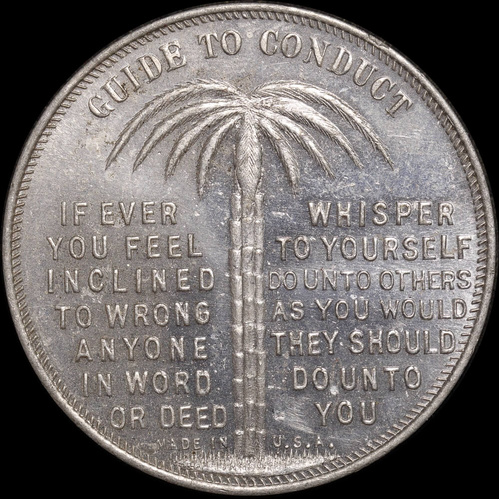 GUIDE TO CONDUCT
IF EVER
YOU FEEL
INCLINED
TO WRONG
ANYONE
IN WORD
OR DEED
WHISPER
TO YOURSELF
DO UNTO OTHERS
AS YOU WOULD
THEY SHOULD
DO UNTO
YOU
MADE IN U.S.A.